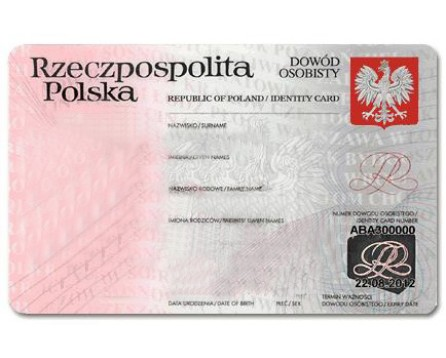 Rzeczpospolita
Polska
DOWÓD
OSOBISTY
REPUBLIC OF POLAND / IDENTITY CARD
NAZWISKO / SURNAME
NAZWISKO RODOWE / FAMILY NAME
IMIONA RODZICÓW / PARENTS' GIVEN NAMES
NUMER DOWODU OSOBISTEGO /
IDENTITY CARD NUMBER
ABA300000
22-08-2012
DATA URODZENIA / DATE OF BIRTH
PŁEĆ / SEX
TERMIN WAŻNOŚCI
DOWODU OSOBISTEGO / EXPIRY DATE